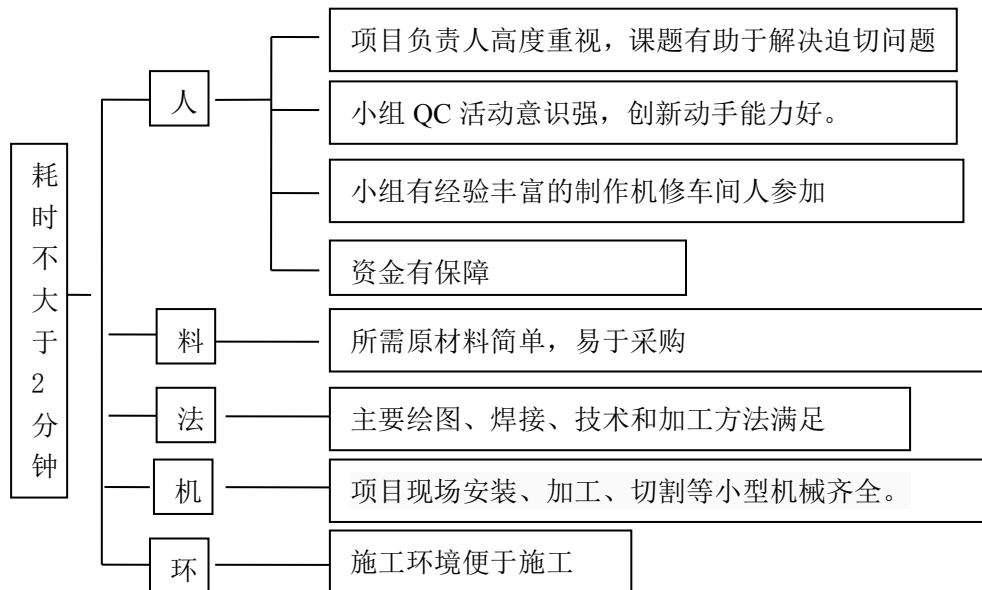 耗时不大于2分钟
人
项目负责人高度重视，课题有助于解决迫切问题
小组 QC 活动意识强，创新动手能力好。
小组有经验丰富的制作机修车间人参加
资金有保障
料
所需原材料简单，易于采购
法
主要绘图、焊接、技术和加工方法满足
机
项目现场安装、加工、切割等小型机械齐全。
环
施工环境便于施工